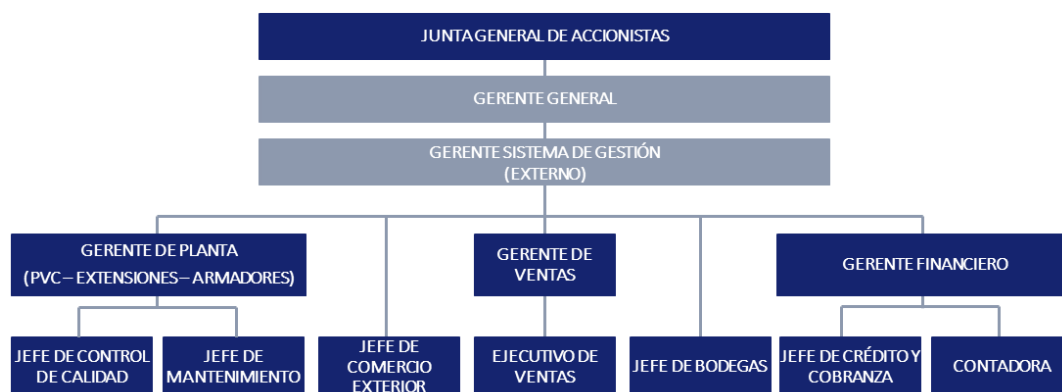 JUNTA GENERAL DE ACCIONISTAS
GERENTE GENERAL
GERENTE SISTEMA DE GESTIÓN
(EXTERNO)
GERENTE DE PLANTA
(PVC – EXTENSIONES – ARMADORES)
GERENTE DE
VENTAS
GERENTE FINANCIERO
JEFE DE CONTROL
DE CALIDAD
JEFE DE
MANTENIMIENTO
JEFE DE
COMERCIO
EXTERIOR
EJECUTIVO DE
VENTAS
JEFE DE BODEGAS
JEFE DE CRÉDITO Y
COBRANZA
CONTADORA